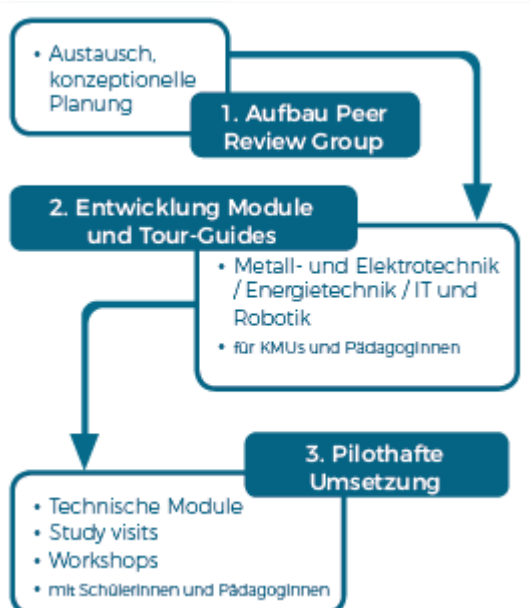 • Austausch,
konzeptionelle
Planung
1. Aufbau Peer
Review Group
2. Entwicklung Module
und Tour-Guides
• Metall- und Elektrotechnik
/ Energietechnik / IT und
Robotik
• für KMUs und PädagogInnen
3. Pilothafte
Umsetzung
• Technische Module
• Study visits
• Workshops
• mit SchülerInnen und PädagogInnen